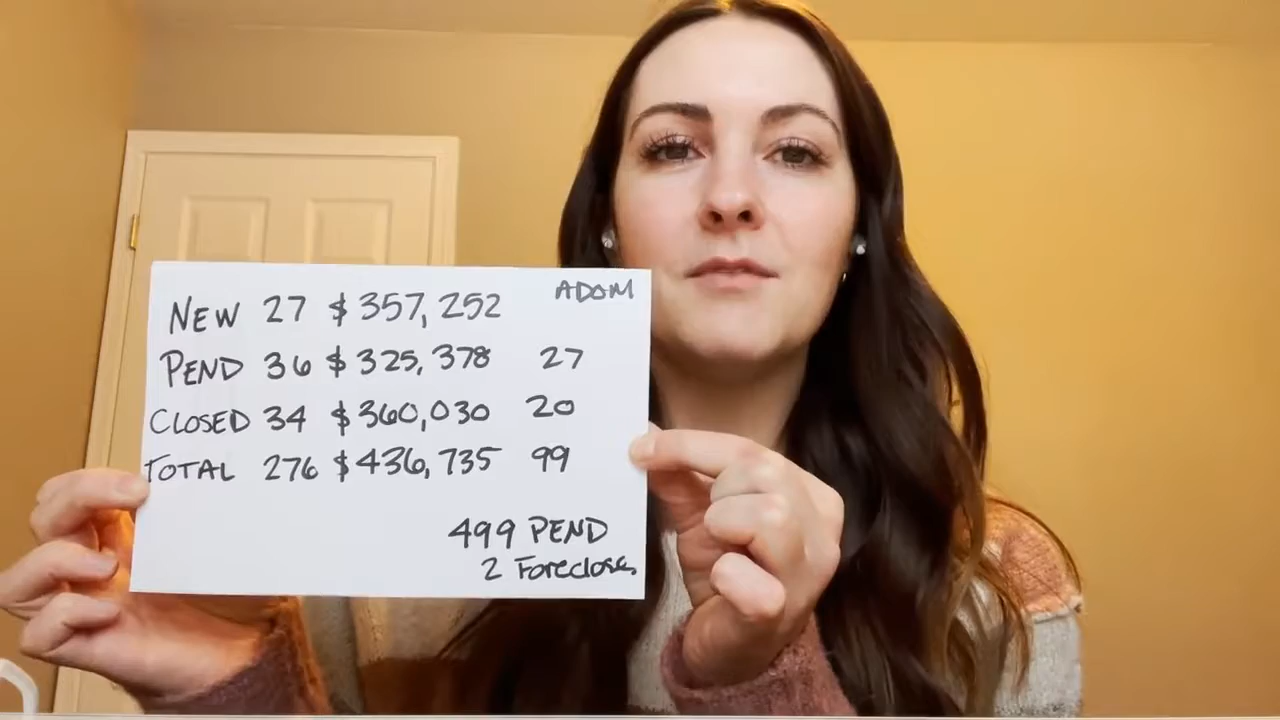 ADOM
NEW 27 $357,252
PEND 36 $325,378 27
CLOSED 34 $360,030 20
TOTAL 276 $436,735 99
499 PEND
2 Forecloses